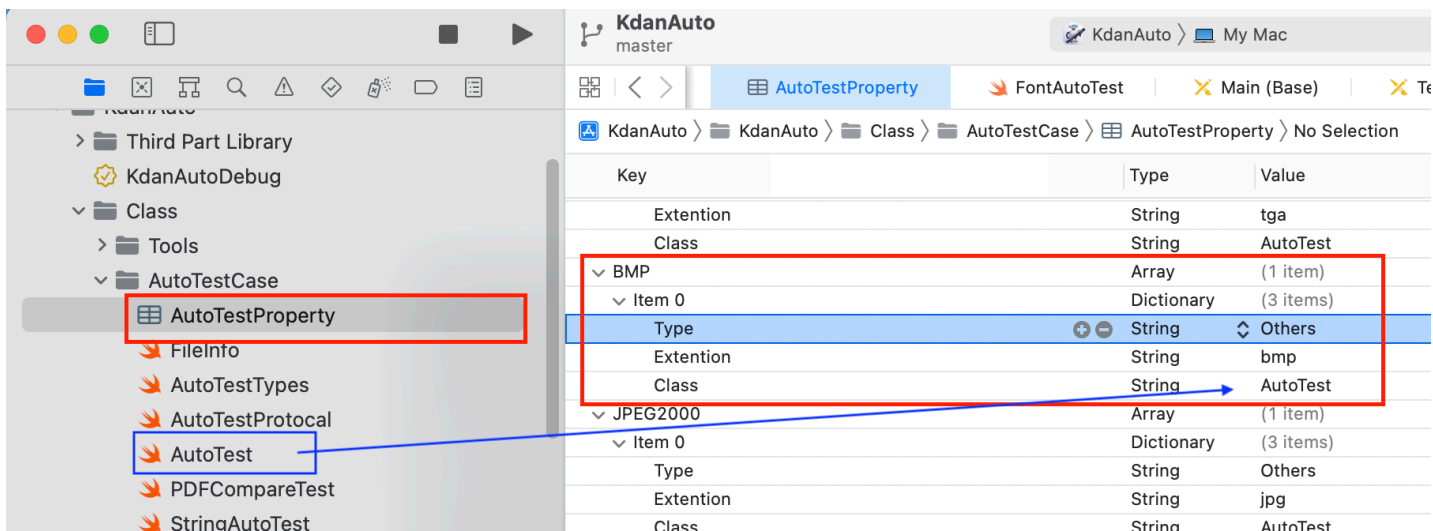 KdanAuto
master
KdanAuto 〉 My Mac
AutoTestProperty
FontAutoTest
Main (Base)
Te
KdanAuto
Third Part Library
KdanAutoDebug
Class
Tools
AutoTestCase
AutoTestProperty
FileInfo
AutoTestTypes
AutoTestProtocal
AutoTest
PDFCompareTest
StringAutoTest
KdanAuto 〉 KdanAuto 〉 Class 〉 AutoTestCase 〉 AutoTestProperty 〉 No Selection
Key Type Value
Extention String tga
Class String AutoTest
BMP Array (1 item)
Item 0 Dictionary (3 items)
Type String Others
Extention String bmp
Class String AutoTest
JPEG2000 Array (1 item)
Item 0 Dictionary (3 items)
Type String Others
Extention String jpg
Class String AutoTest